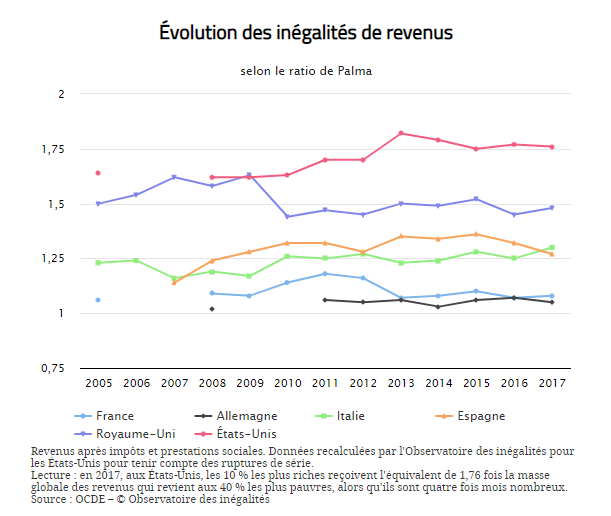 Évolution des inégalités de revenus
selon le ratio de Palma
2
1,75
1,5
1,25
1
0,75
2005 2006 2007 2008 2009 2010 2011 2012 2013 2014 2015 2016 2017
France Allemagne Italie Espagne
Royaume-Uni États-Unis
Revenus après impôts et prestations sociales. Données recalculées par l'Observatoire des inégalités pour
les États-Unis pour tenir compte des ruptures de série.
Lecture : en 2017, aux États-Unis, les 10 % les plus riches reçoivent l'équivalent de 1,76 fois la masse
globale des revenus qui revient aux 40 % les plus pauvres, alors qu'ils sont quatre fois mois nombreux.
Source : OCDE – © Observatoire des inégalités